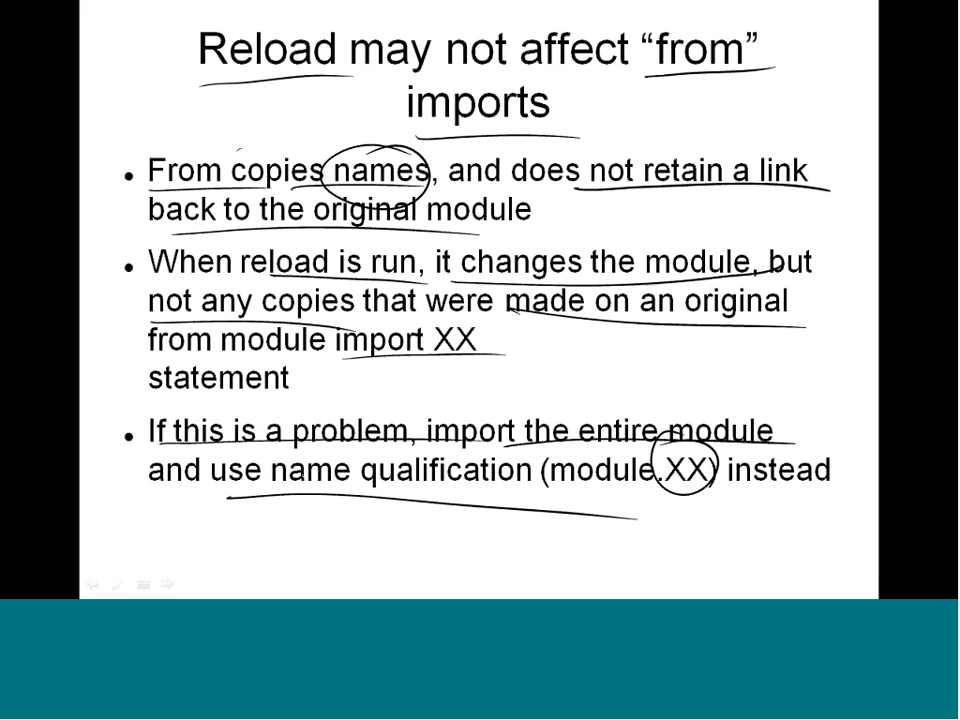 Reload may not affect “from”
imports
• From copies names, and does not retain a link
back to the original module
• When reload is run, it changes the module, but
not any copies that were made on an original
from module import XX
statement
• If this is a problem, import the entire module
and use name qualification (module.XX) instead